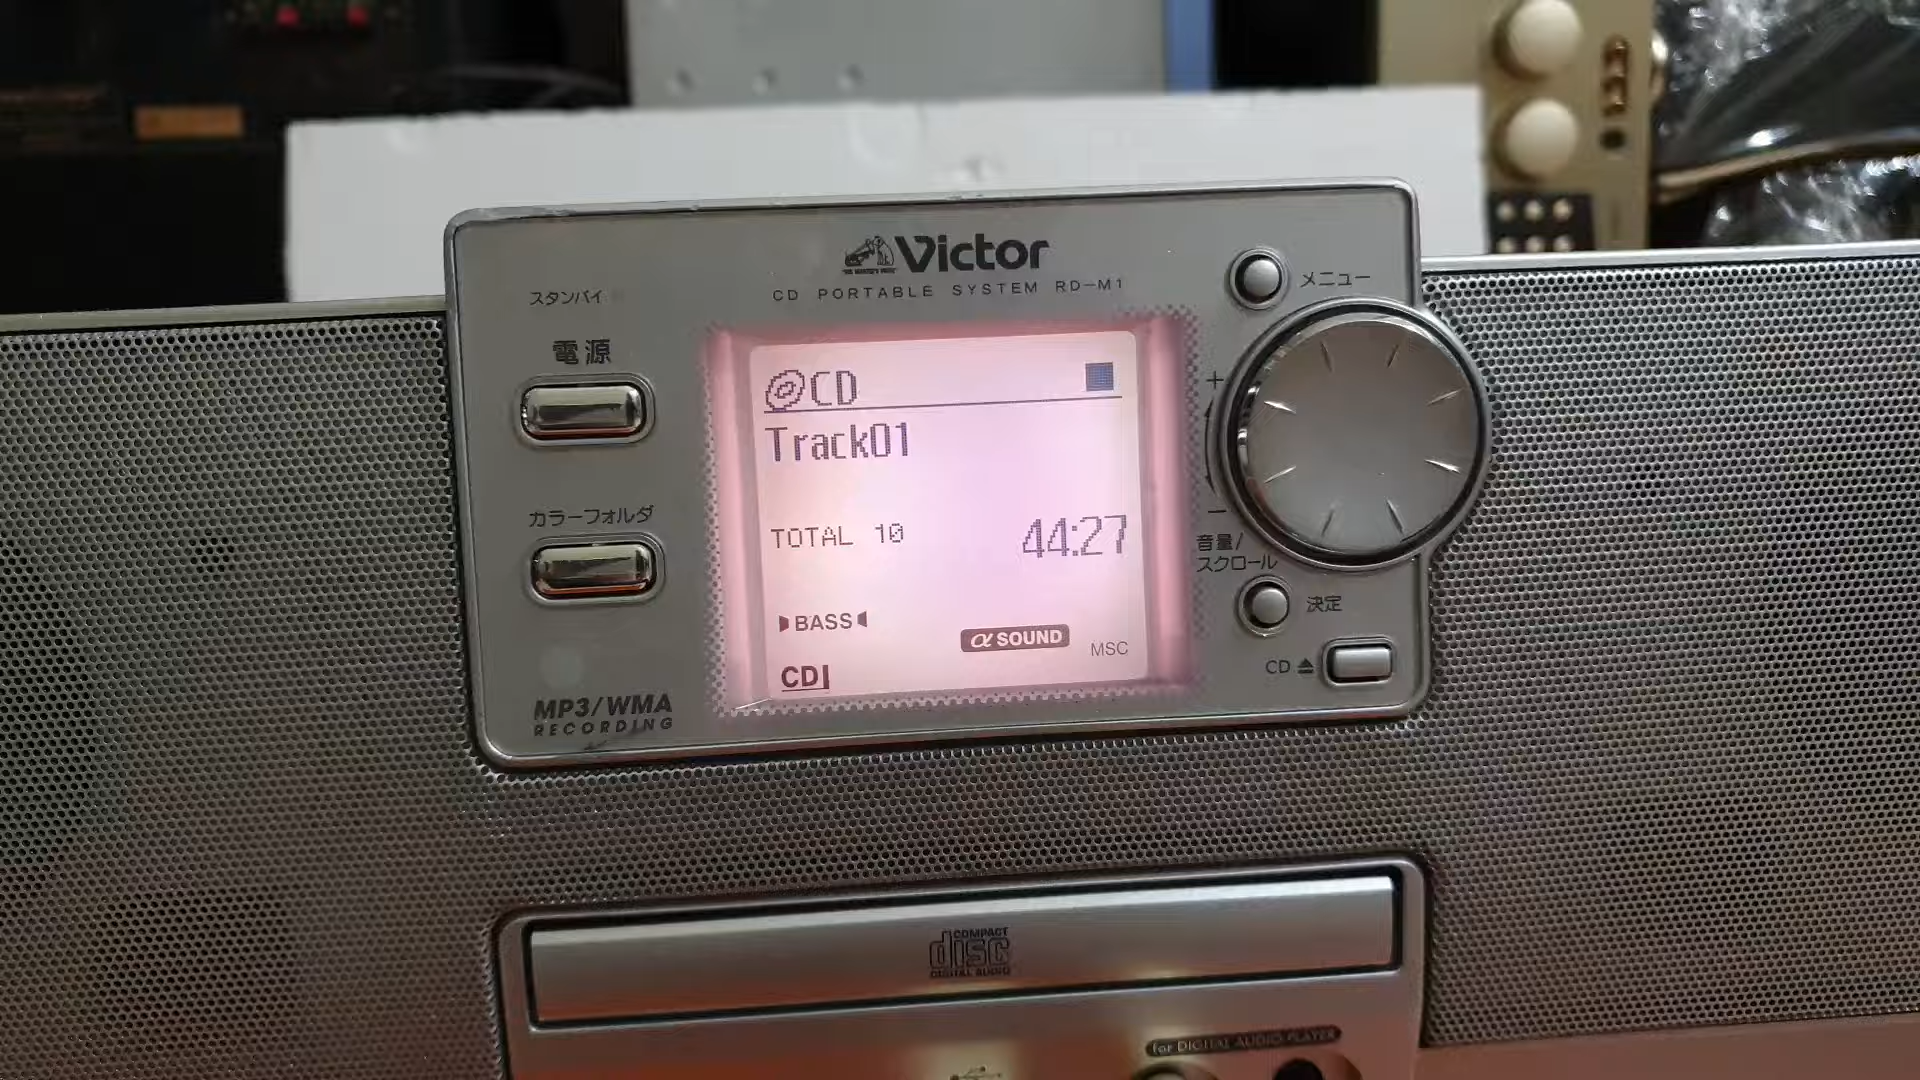 Victor
CD PORTABLE SYSTEM RD-M1
スタンバイ
電源
カラーフォルダ
MP3/WMA
RECORDING
CD
Track01
TOTAL 10 44:27
BASS
α SOUND
MSC
CD
メニュー
+
−
音量/
スクロール
決定
CD ⏏
COMPACT
disc
DIGITAL AUDIO
for DIGITAL AUDIO PLAYER